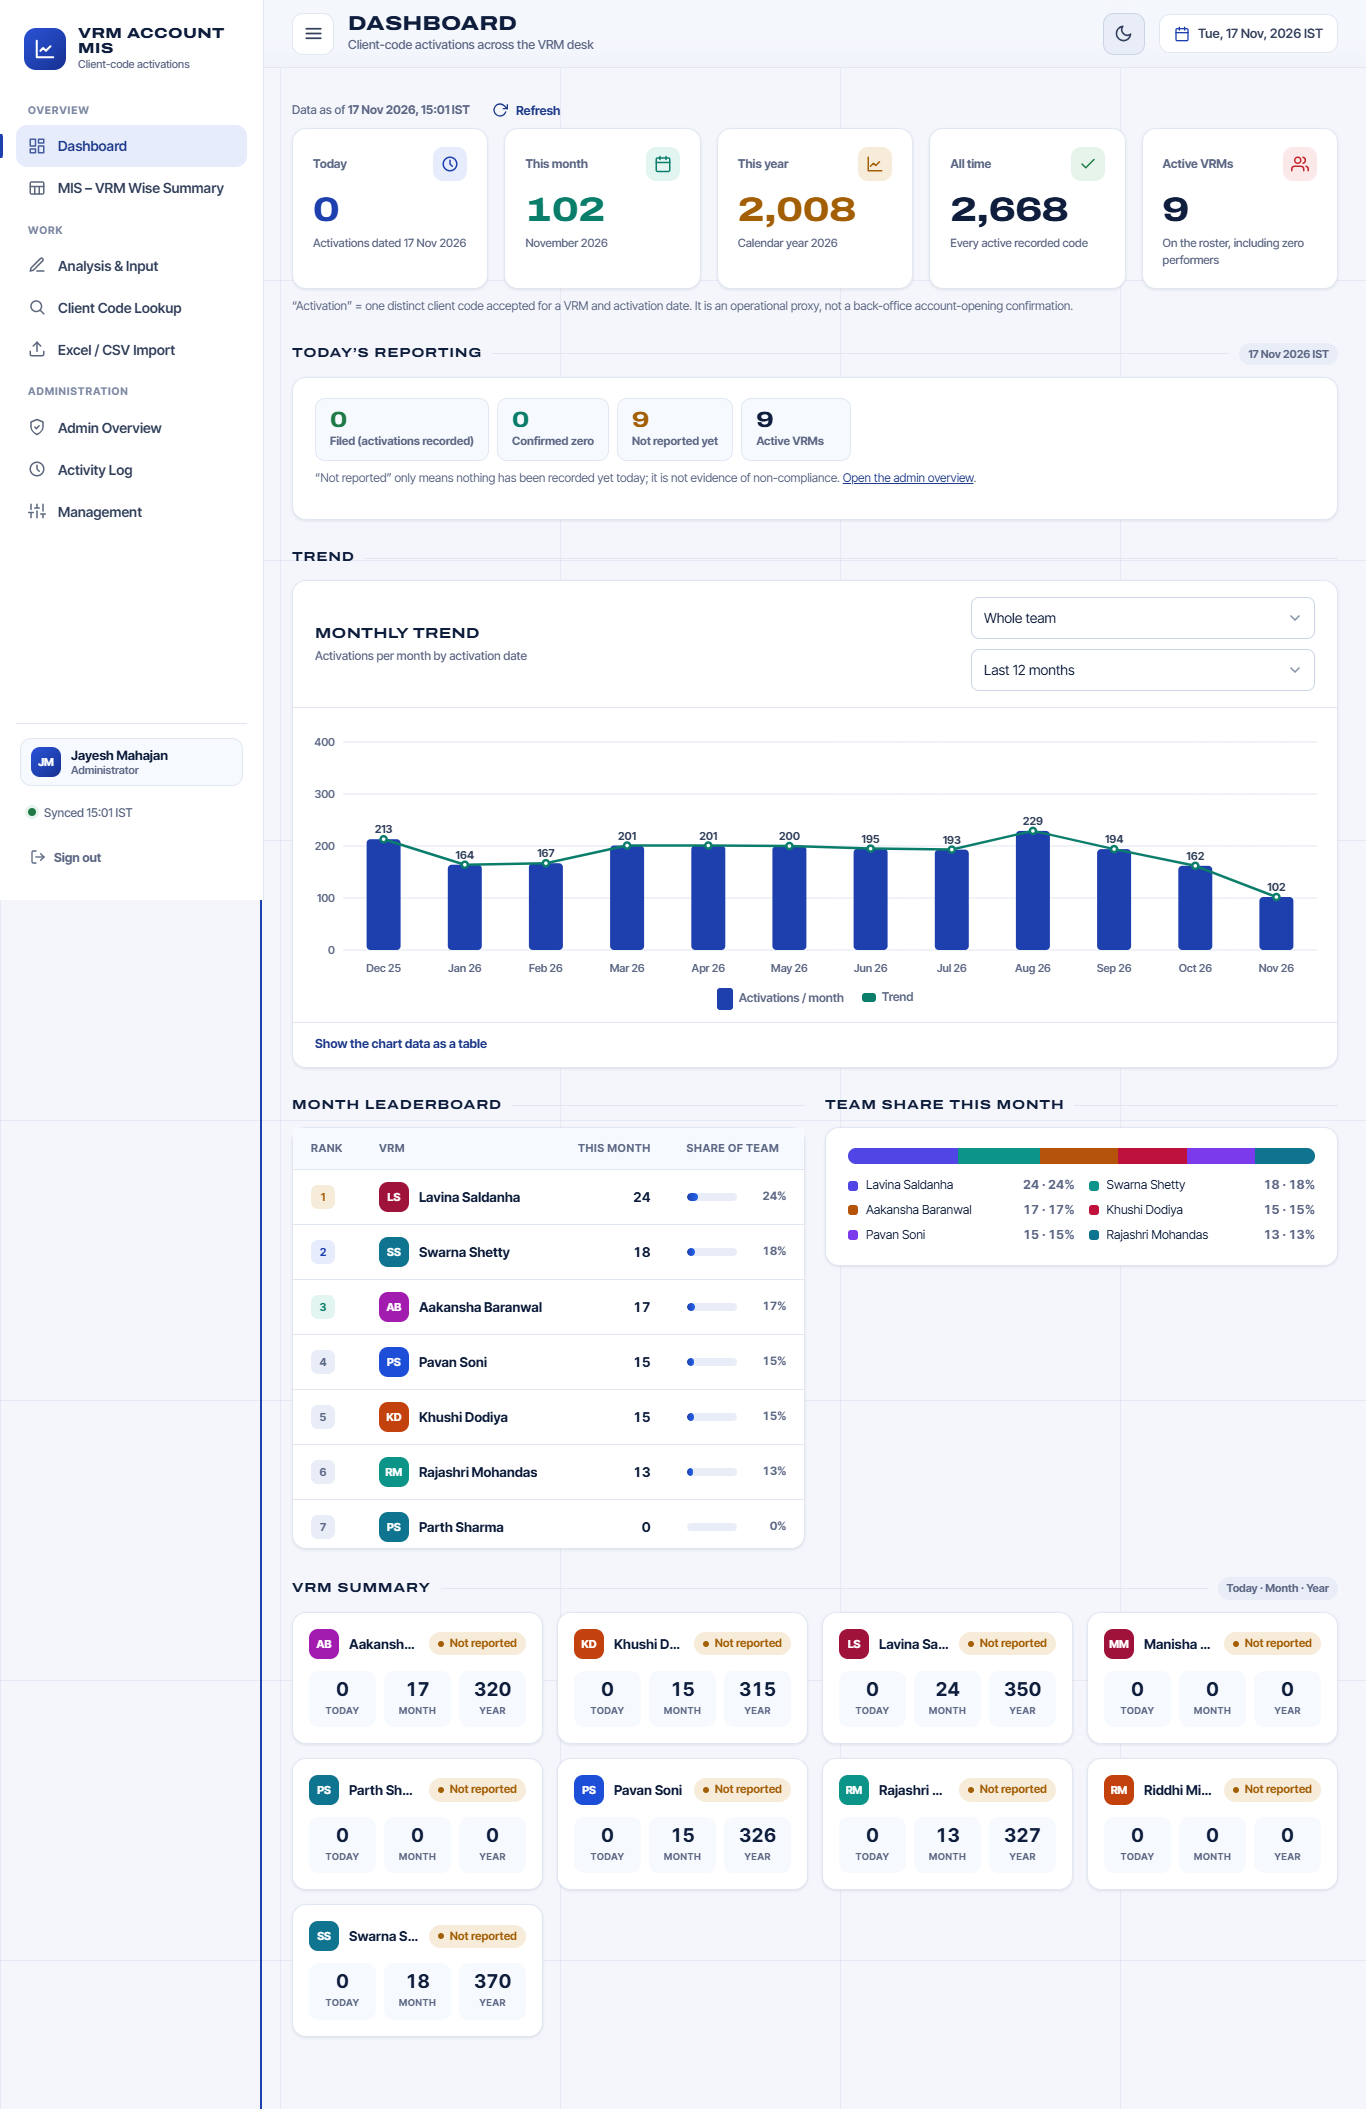 VRM ACCOUNT
MIS
Client-code activations
OVERVIEW
Dashboard
MIS – VRM Wise Summary
WORK
Analysis & Input
Client Code Lookup
Excel / CSV Import
ADMINISTRATION
Admin Overview
Activity Log
Management
JM
Jayesh Mahajan
Administrator
Synced 15:01 IST
Sign out
DASHBOARD
Client-code activations across the VRM desk
Tue, 17 Nov, 2026 IST
Data as of 17 Nov 2026, 15:01 IST
Refresh
Today
0
Activations dated 17 Nov 2026
This month
102
November 2026
This year
2,008
Calendar year 2026
All time
2,668
Every active recorded code
Active VRMs
9
On the roster, including zero
performers
“Activation” = one distinct client code accepted for a VRM and activation date. It is an operational proxy, not a back-office account-opening confirmation.
TODAY’S REPORTING
17 Nov 2026 IST
0
Filed (activations recorded)
0
Confirmed zero
9
Not reported yet
9
Active VRMs
“Not reported” only means nothing has been recorded yet today; it is not evidence of non-compliance. Open the admin overview.
TREND
MONTHLY TREND
Activations per month by activation date
Whole team
Last 12 months
400
300
200
100
0
213
164
167
201
201
200
195
193
229
194
162
102
Dec 25
Jan 26
Feb 26
Mar 26
Apr 26
May 26
Jun 26
Jul 26
Aug 26
Sep 26
Oct 26
Nov 26
Activations / month
Trend
Show the chart data as a table
MONTH LEADERBOARD
RANK VRM THIS MONTH SHARE OF TEAM
1 LS Lavina Saldanha 24 24%
2 SS Swarna Shetty 18 18%
3 AB Aakansha Baranwal 17 17%
4 PS Pavan Soni 15 15%
5 KD Khushi Dodiya 15 15%
6 RM Rajashri Mohandas 13 13%
7 PS Parth Sharma 0 0%
TEAM SHARE THIS MONTH
Lavina Saldanha 24 · 24%
Swarna Shetty 18 · 18%
Aakansha Baranwal 17 · 17%
Khushi Dodiya 15 · 15%
Pavan Soni 15 · 15%
Rajashri Mohandas 13 · 13%
VRM SUMMARY
Today · Month · Year
AB Aakansh... Not reported
0 17 320
TODAY MONTH YEAR
KD Khushi D... Not reported
0 15 315
TODAY MONTH YEAR
LS Lavina Sa... Not reported
0 24 350
TODAY MONTH YEAR
MM Manisha ... Not reported
0 0 0
TODAY MONTH YEAR
PS Parth Sh... Not reported
0 0 0
TODAY MONTH YEAR
PS Pavan Soni Not reported
0 15 326
TODAY MONTH YEAR
RM Rajashri ... Not reported
0 13 327
TODAY MONTH YEAR
RM Riddhi Mi... Not reported
0 0 0
TODAY MONTH YEAR
SS Swarna S... Not reported
0 18 370
TODAY MONTH YEAR